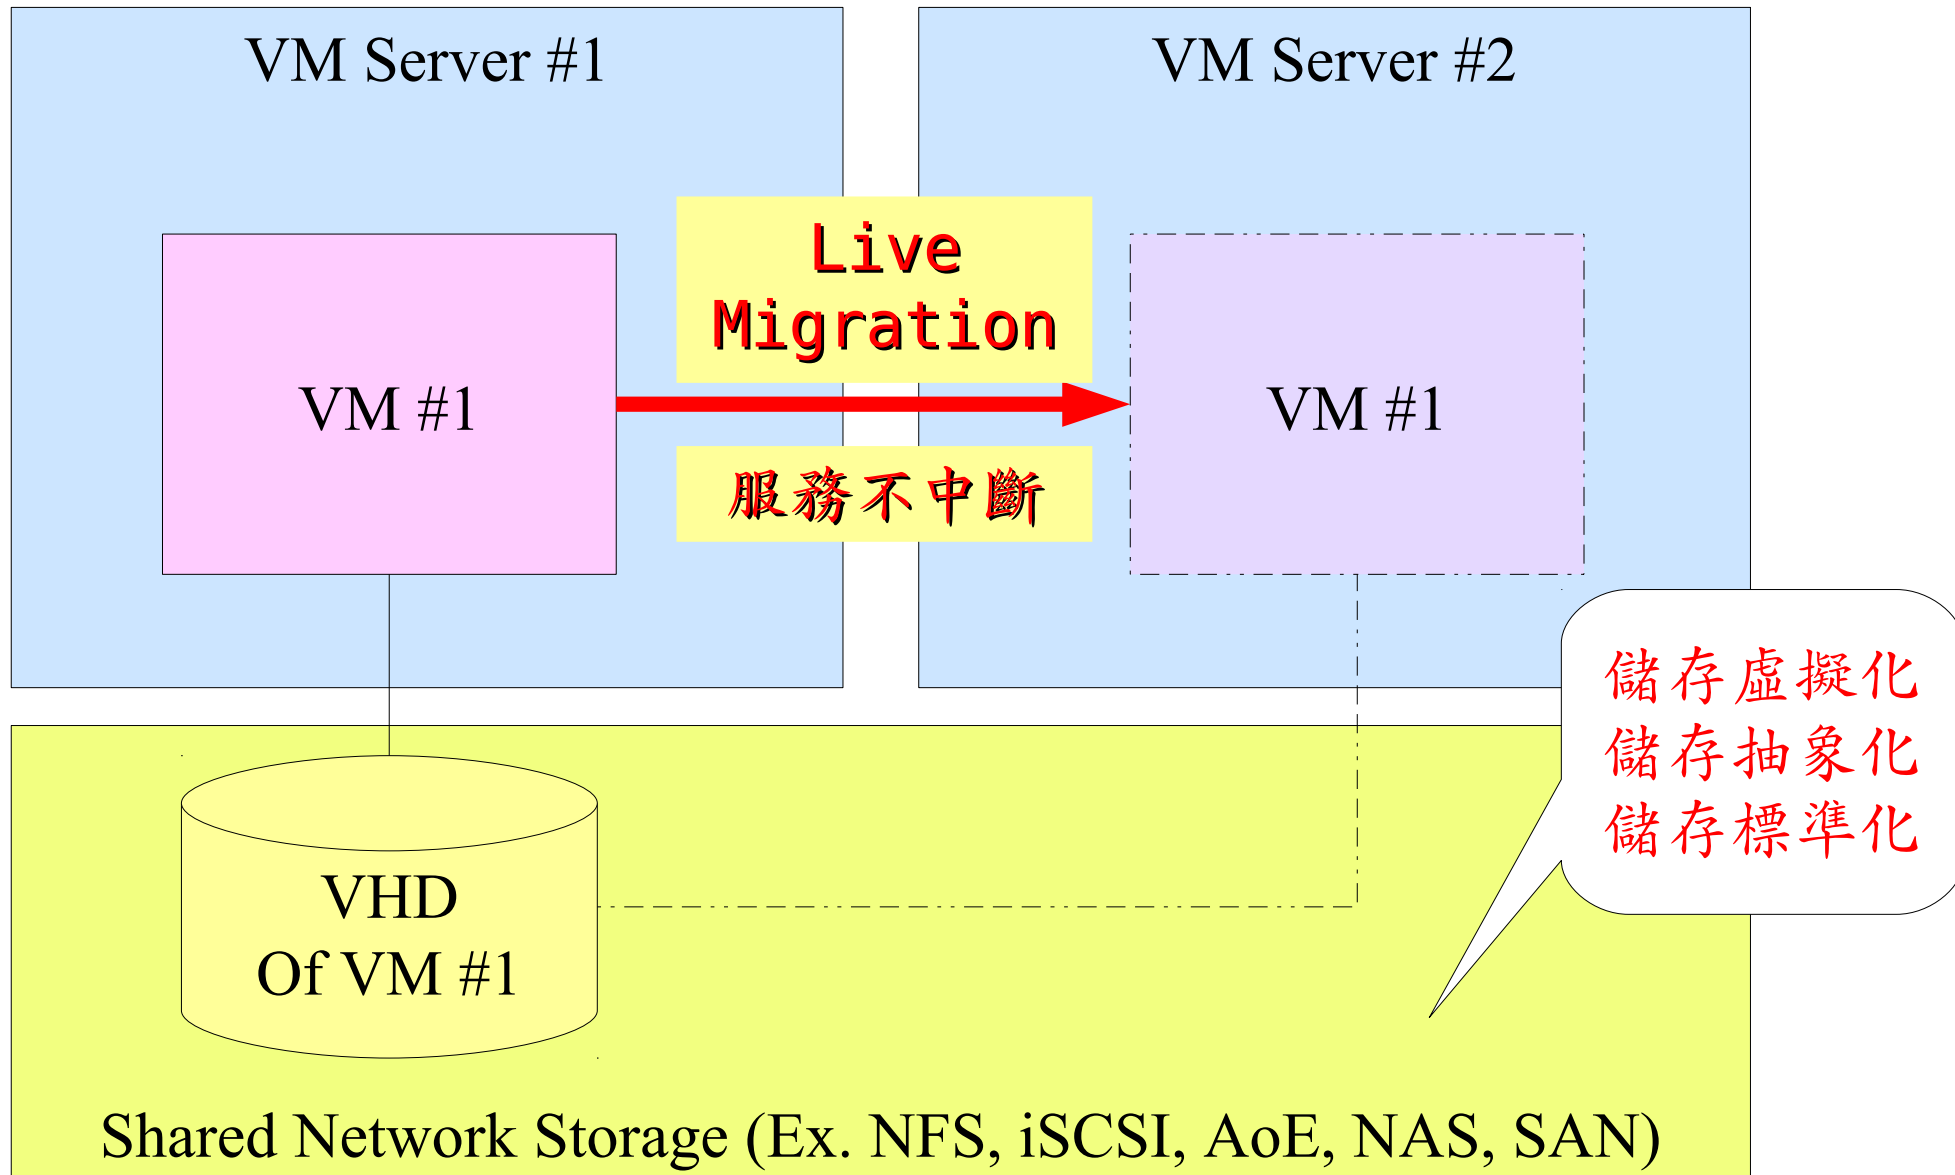 VM Server #1
VM Server #2
Live
Migration
VM #1
VM #1
服務不中斷
儲存虛擬化
儲存抽象化
儲存標準化
VHD
Of VM #1
Shared Network Storage (Ex. NFS, iSCSI, AoE, NAS, SAN)